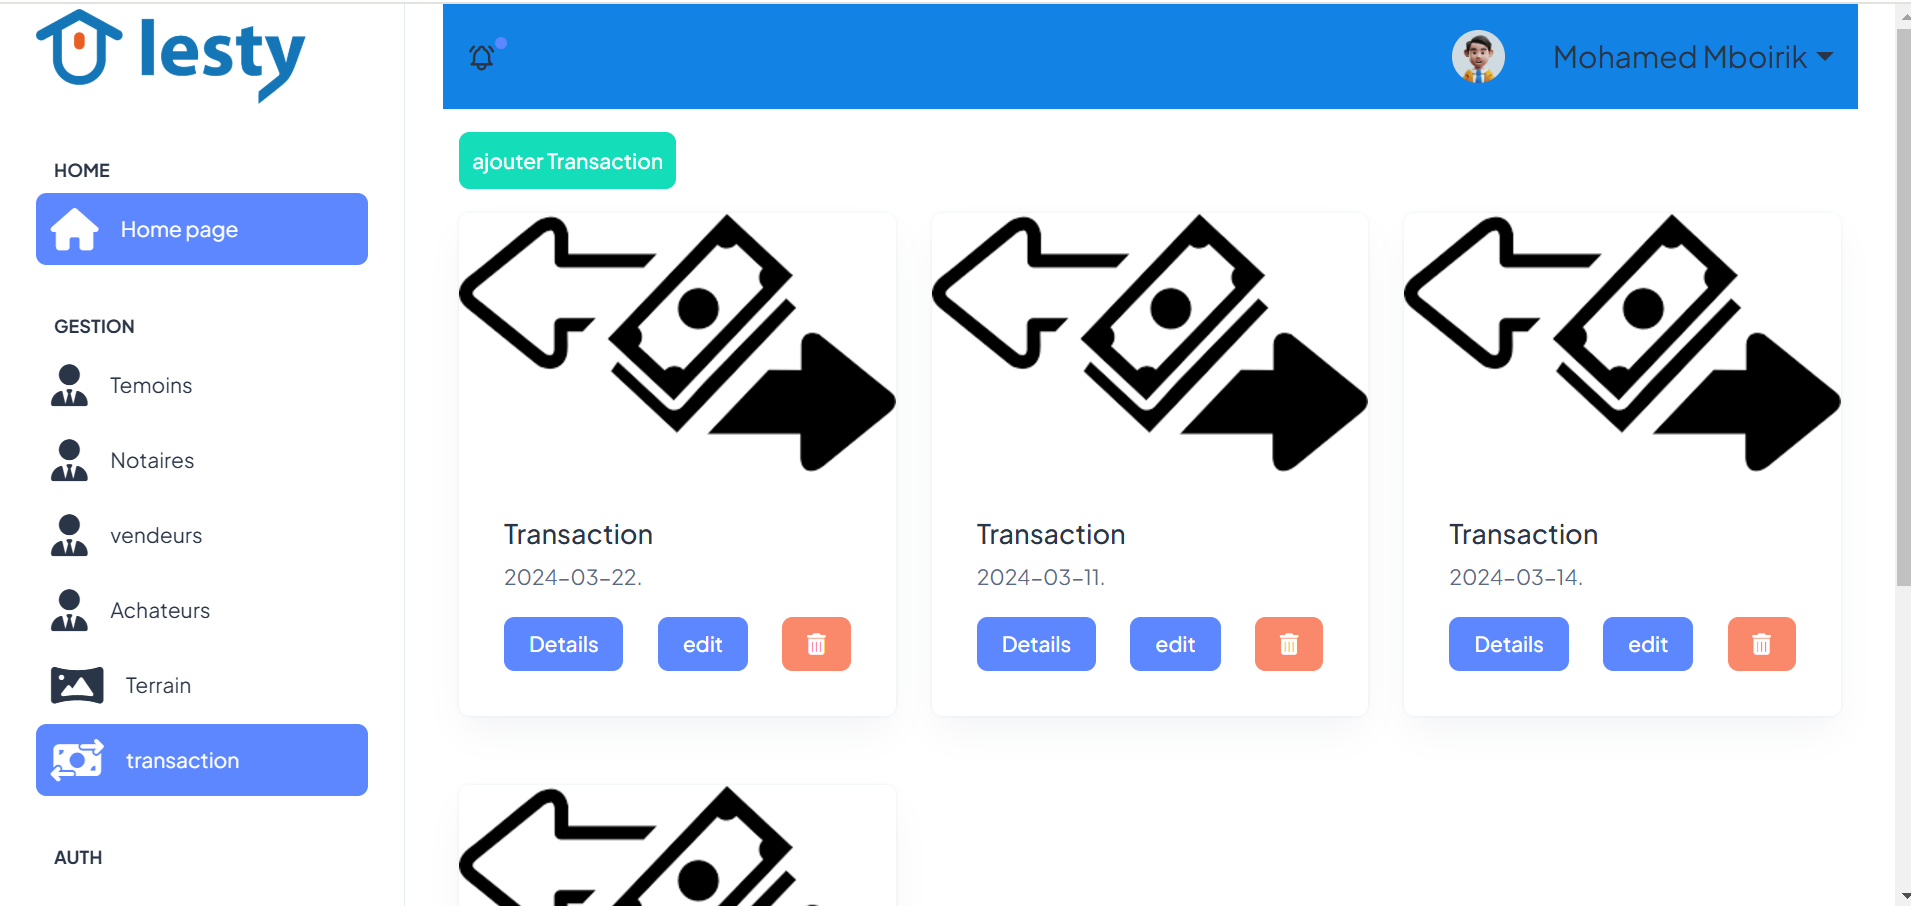 lesty
Mohamed Mboirik
HOME
Home page
GESTION
Temoins
Notaires
vendeurs
Achateurs
Terrain
transaction
AUTH
ajouter Transaction
Transaction
2024-03-22.
Details edit
Transaction
2024-03-11.
Details edit
Transaction
2024-03-14.
Details edit